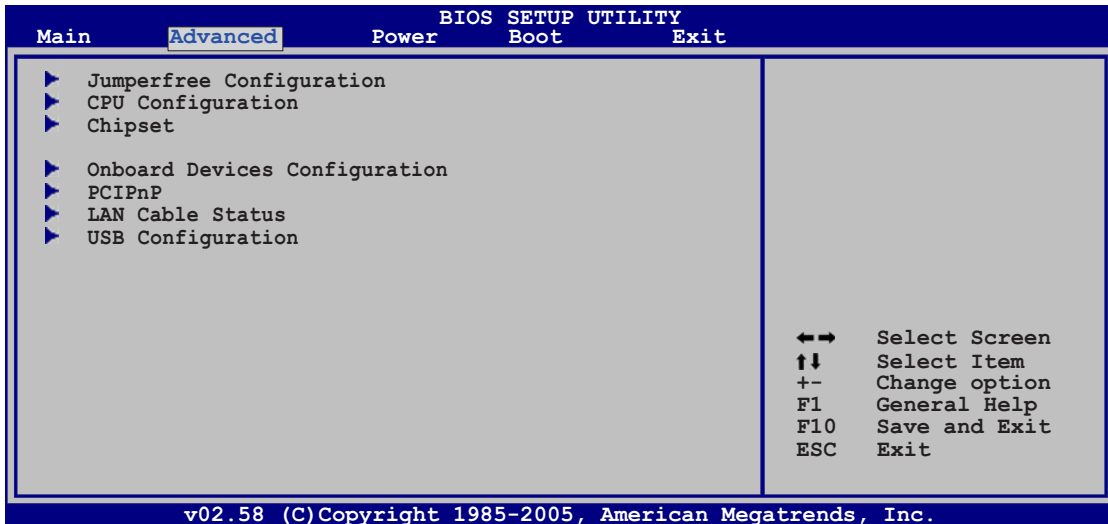 BIOS SETUP UTILITY
Main Advanced Power Boot Exit
Jumperfree Configuration
CPU Configuration
Chipset
Onboard Devices Configuration
PCIPnP
LAN Cable Status
USB Configuration
←→ Select Screen
↑↓ Select Item
+- Change option
F1 General Help
F10 Save and Exit
ESC Exit
v02.58 (C)Copyright 1985-2005, American Megatrends, Inc.